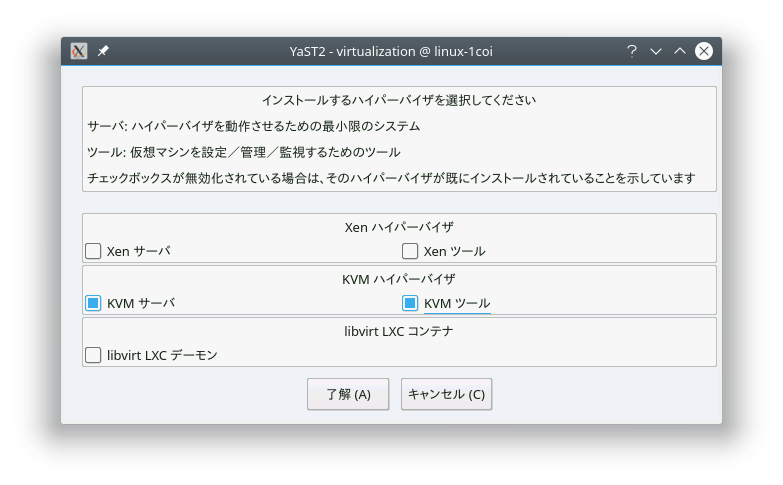 YaST2 - virtualization @ linux-1coi
インストールするハイパーバイザを選択してください
サーバ: ハイパーバイザを動作させるための最小限のシステム
ツール: 仮想マシンを設定／管理／監視するためのツール
チェックボックスが無効化されている場合は、そのハイパーバイザが既にインストールされていることを示しています
Xen ハイパーバイザ
Xen サーバ Xen ツール
KVM ハイパーバイザ
KVM サーバ KVM ツール
libvirt LXC コンテナ
libvirt LXC デーモン
了解 (A) キャンセル (C)